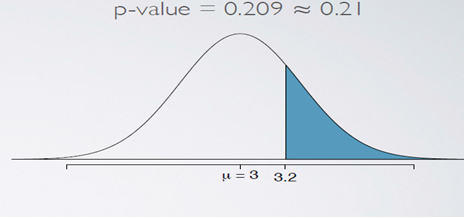 p-value = 0.209 ≈ 0.21
μ = 3 3.2